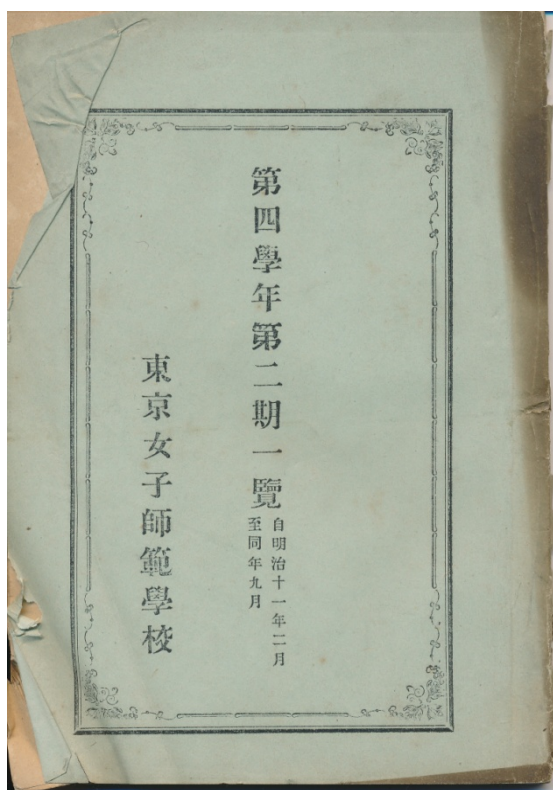 第四學年第二期一覽
自明治十一年二月
至同年九月
東京女子師範學校